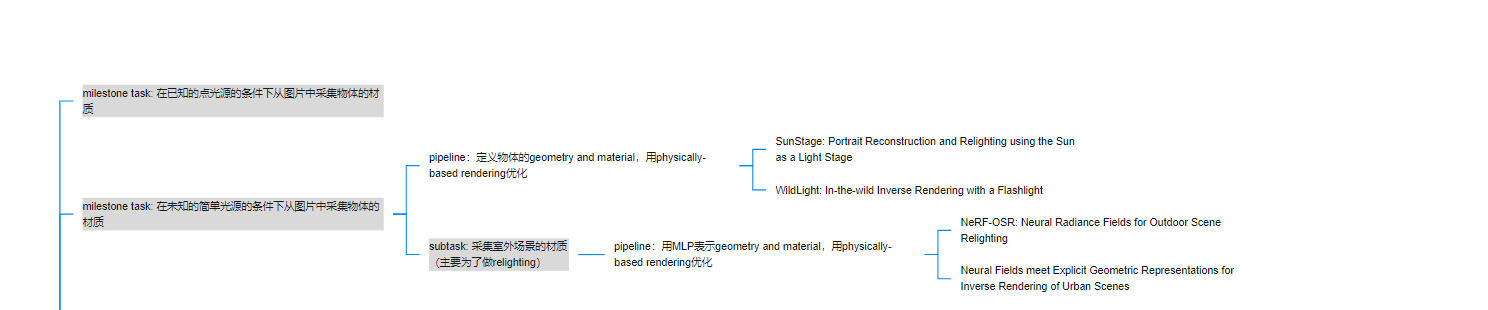 milestone task: 在已知的点光源的条件下从图片中采集物体的材
质
milestone task: 在未知的简单光源的条件下从图片中采集物体的
材质
pipeline：定义物体的geometry and material，用physically-
based rendering优化
SunStage: Portrait Reconstruction and Relighting using the Sun
as a Light Stage
WildLight: In-the-wild Inverse Rendering with a Flashlight
subtask: 采集室外场景的材质
（主要为了做relighting）
pipeline：用MLP表示geometry and material，用physically-
based rendering优化
NeRF-OSR: Neural Radiance Fields for Outdoor Scene
Relighting
Neural Fields meet Explicit Geometric Representations for
Inverse Rendering of Urban Scenes